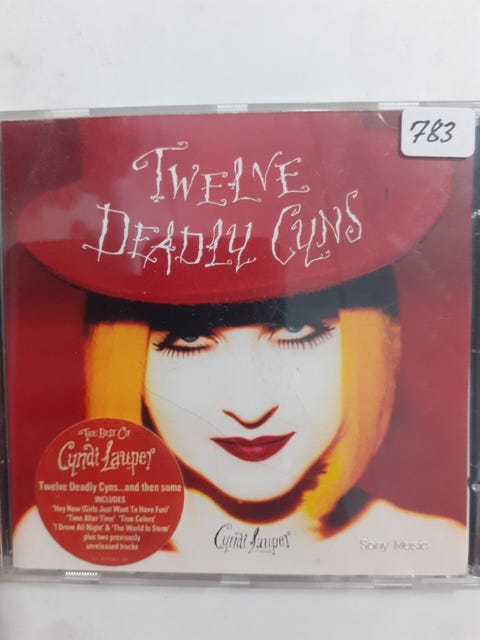 783
TWELVE
DEADLY CYNS
THE BEST OF
Cyndi Lauper
Twelve Deadly Cyns...and then some
INCLUDES
'Hey Now (Girls Just Want To Have Fun)'
'Time After Time' 'True Colors'
'I Drove All Night' & 'The World Is Stone'
plus two previously
unreleased tracks
Cyndi Lauper
Sony Music